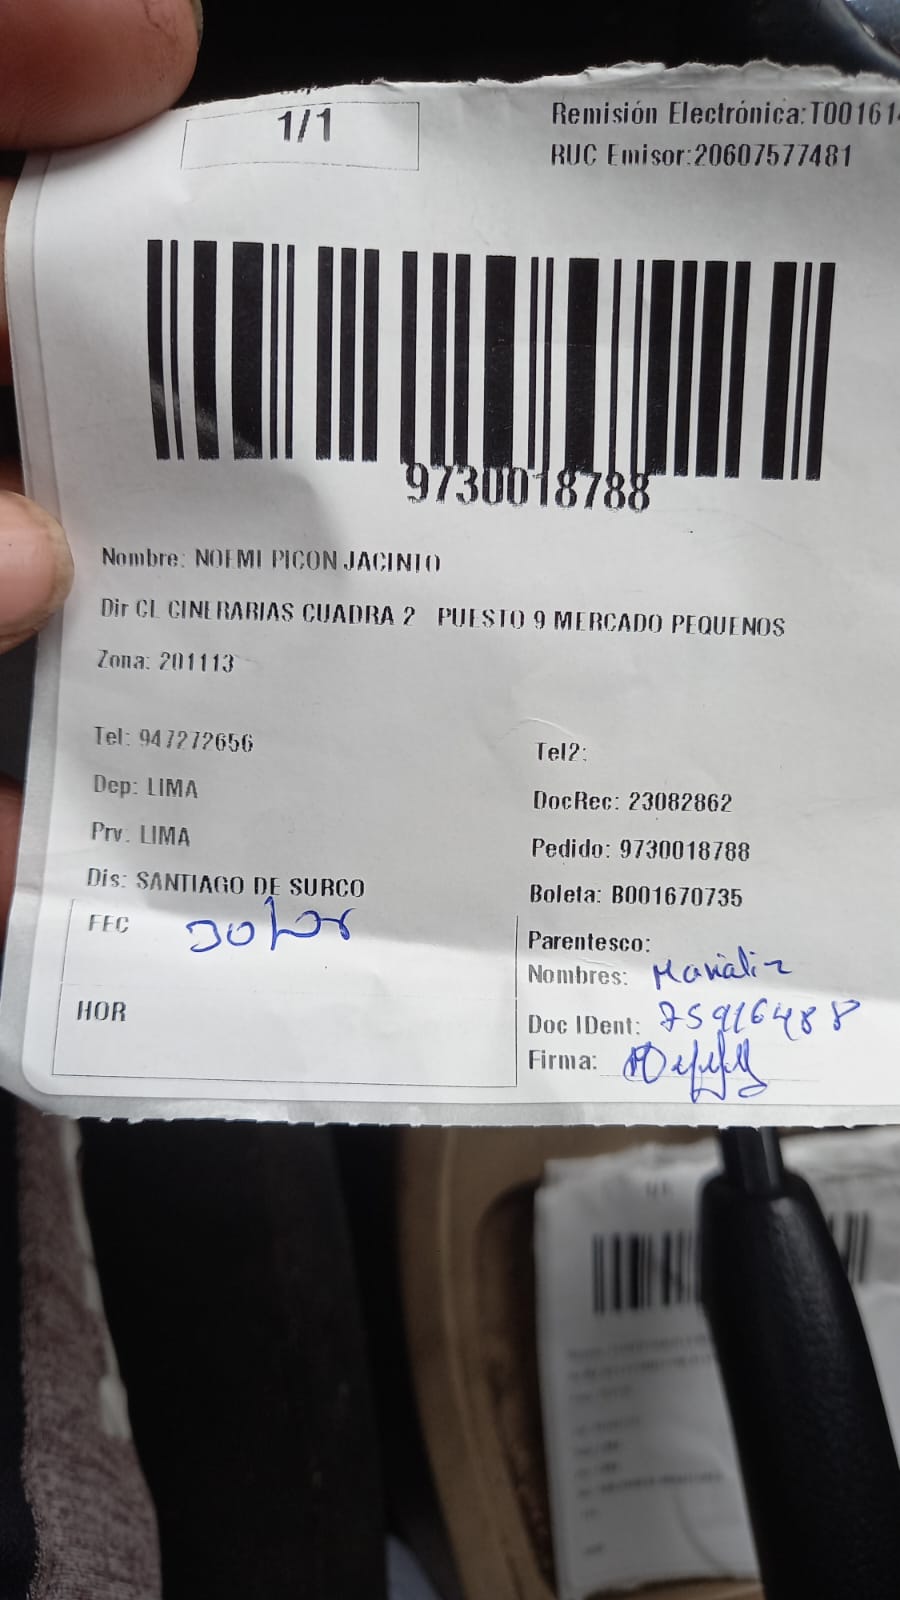 1/1
Remisión Electrónica:T001614
RUC Emisor:20607577481
9730018788
Nombre: NOEMI PICON JACINTO
Dir CL CINERARIAS CUADRA 2 PUESTO 9 MERCADO PEQUENOS
Zona: 201113
Tel: 947272656
Tel2:
Dep: LIMA
DocRec: 23082862
Prv. LIMA
Pedido: 9730018788
Dis: SANTIAGO DE SURCO
Boleta: B001670735
FEC
Parentesco:
Nombres: Marializ
HOR
Doc IDent: 75916488
Firma: